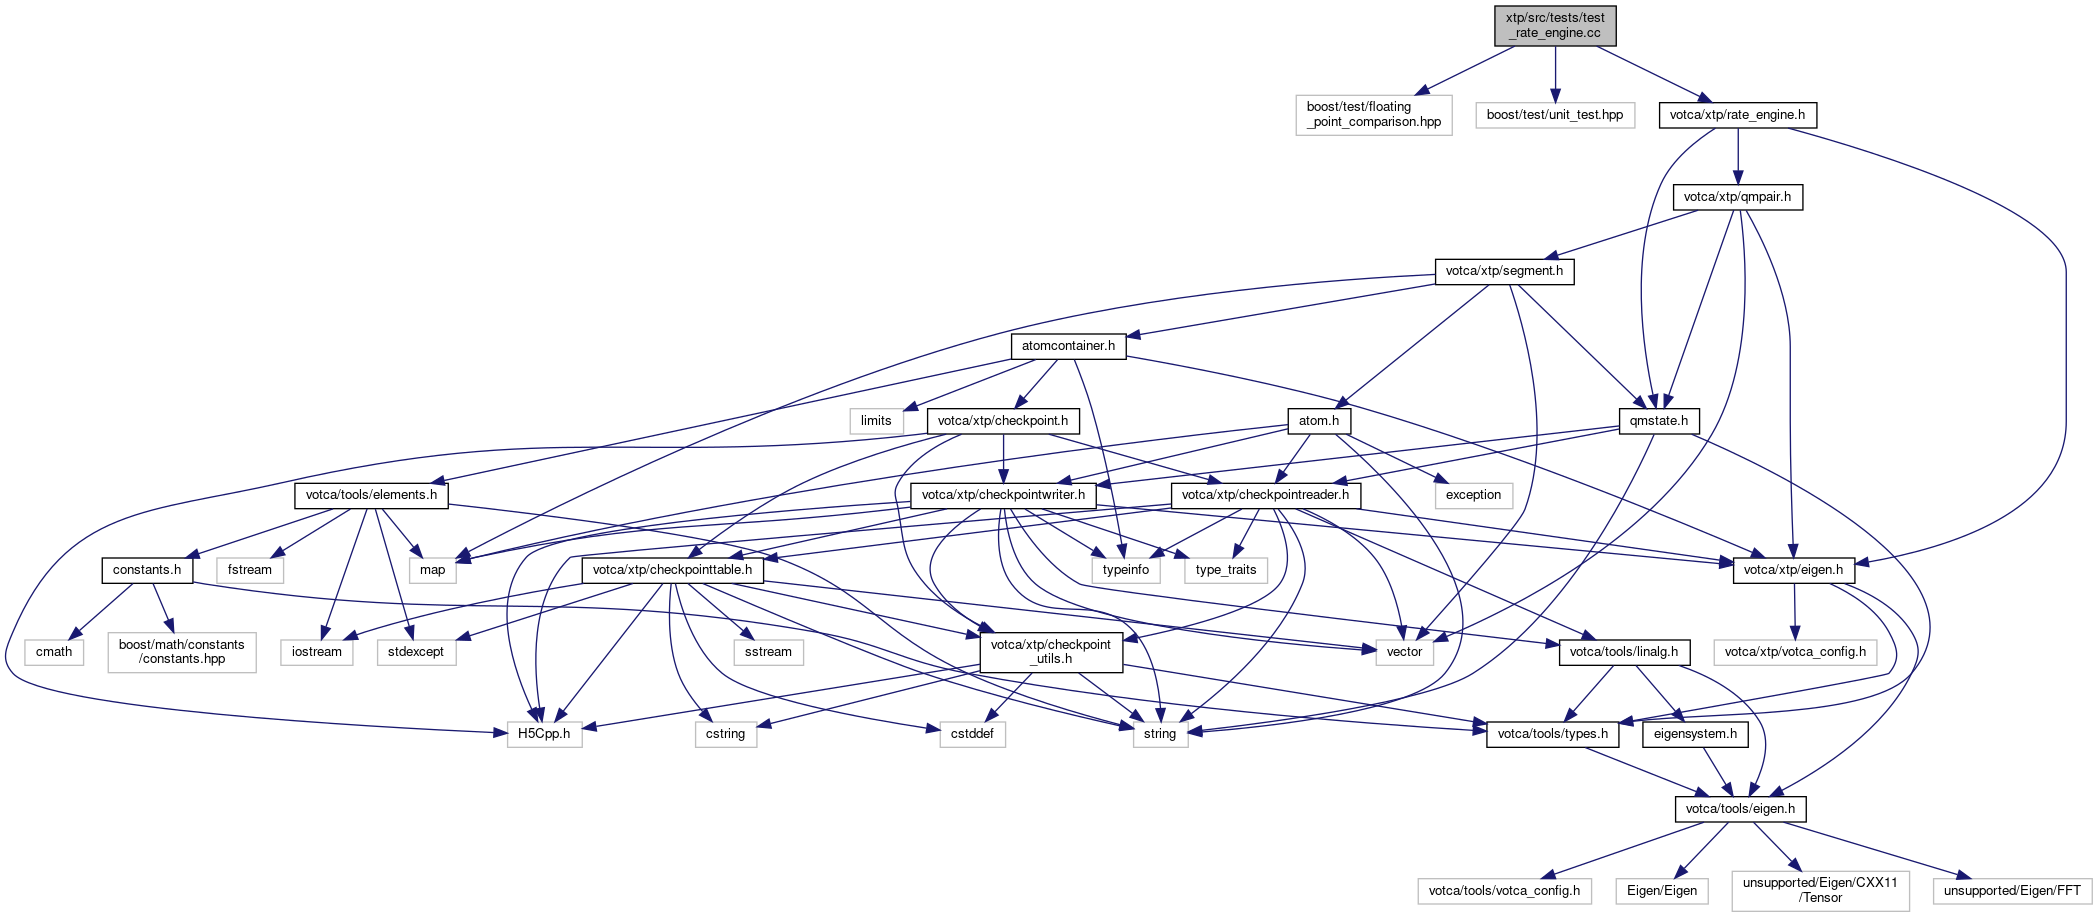 xtp/src/tests/test
_rate_engine.cc
boost/test/floating
_point_comparison.hpp
boost/test/unit_test.hpp
votca/xtp/rate_engine.h
votca/xtp/qmpair.h
votca/xtp/segment.h
atomcontainer.h
limits
votca/xtp/checkpoint.h
atom.h
qmstate.h
votca/tools/elements.h
votca/xtp/checkpointwriter.h
votca/xtp/checkpointreader.h
exception
constants.h
fstream
map
votca/xtp/checkpointtable.h
typeinfo
type_traits
votca/xtp/eigen.h
cmath
boost/math/constants
/constants.hpp
iostream
stdexcept
sstream
votca/xtp/checkpoint
_utils.h
vector
votca/tools/linalg.h
votca/xtp/votca_config.h
H5Cpp.h
cstring
cstddef
string
votca/tools/types.h
eigensystem.h
votca/tools/eigen.h
votca/tools/votca_config.h
Eigen/Eigen
unsupported/Eigen/CXX11
/Tensor
unsupported/Eigen/FFT